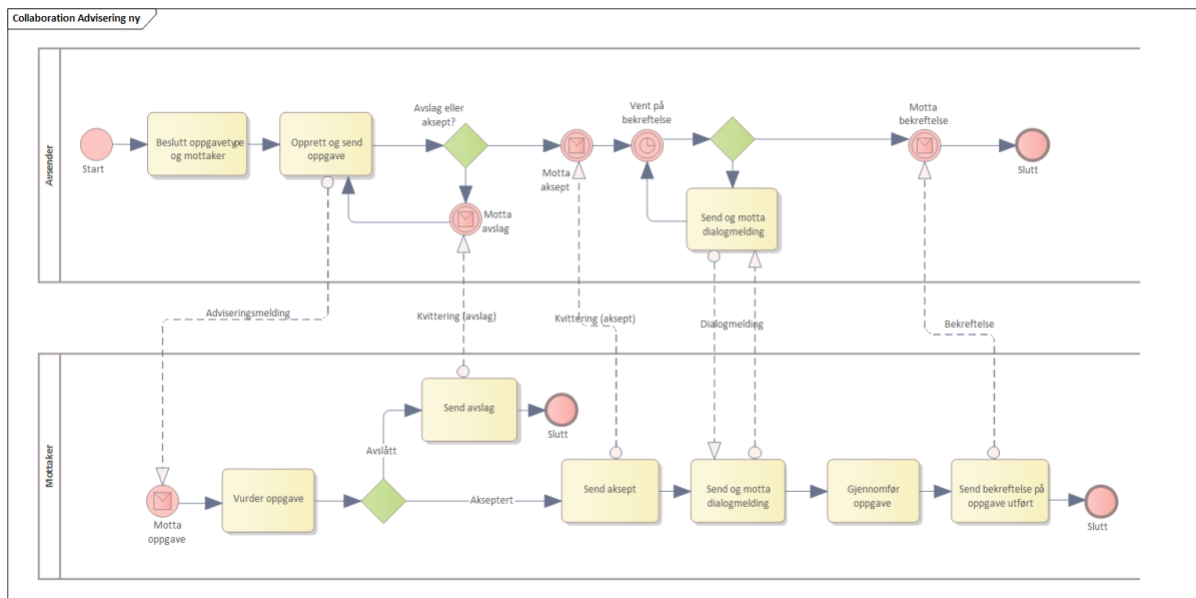 Collaboration Advisering ny
Avsender
Start
Beslutt oppgavetype
og mottaker
Opprett og send
oppgave
Avslag eller
aksept?
Motta
avslag
Motta
aksept
Vent på
bekreftelse
Send og motta
dialogmelding
Motta
bekreftelse
Slutt
Adviseringsmelding
Kvittering (avslag)
Kvittering (aksept)
Dialogmelding
Bekreftelse
Mottaker
Motta
oppgave
Vurder oppgave
Avslått
Akseptert
Send avslag
Slutt
Send aksept
Send og motta
dialogmelding
Gjennomfør
oppgave
Send bekreftelse på
oppgave utført
Slutt